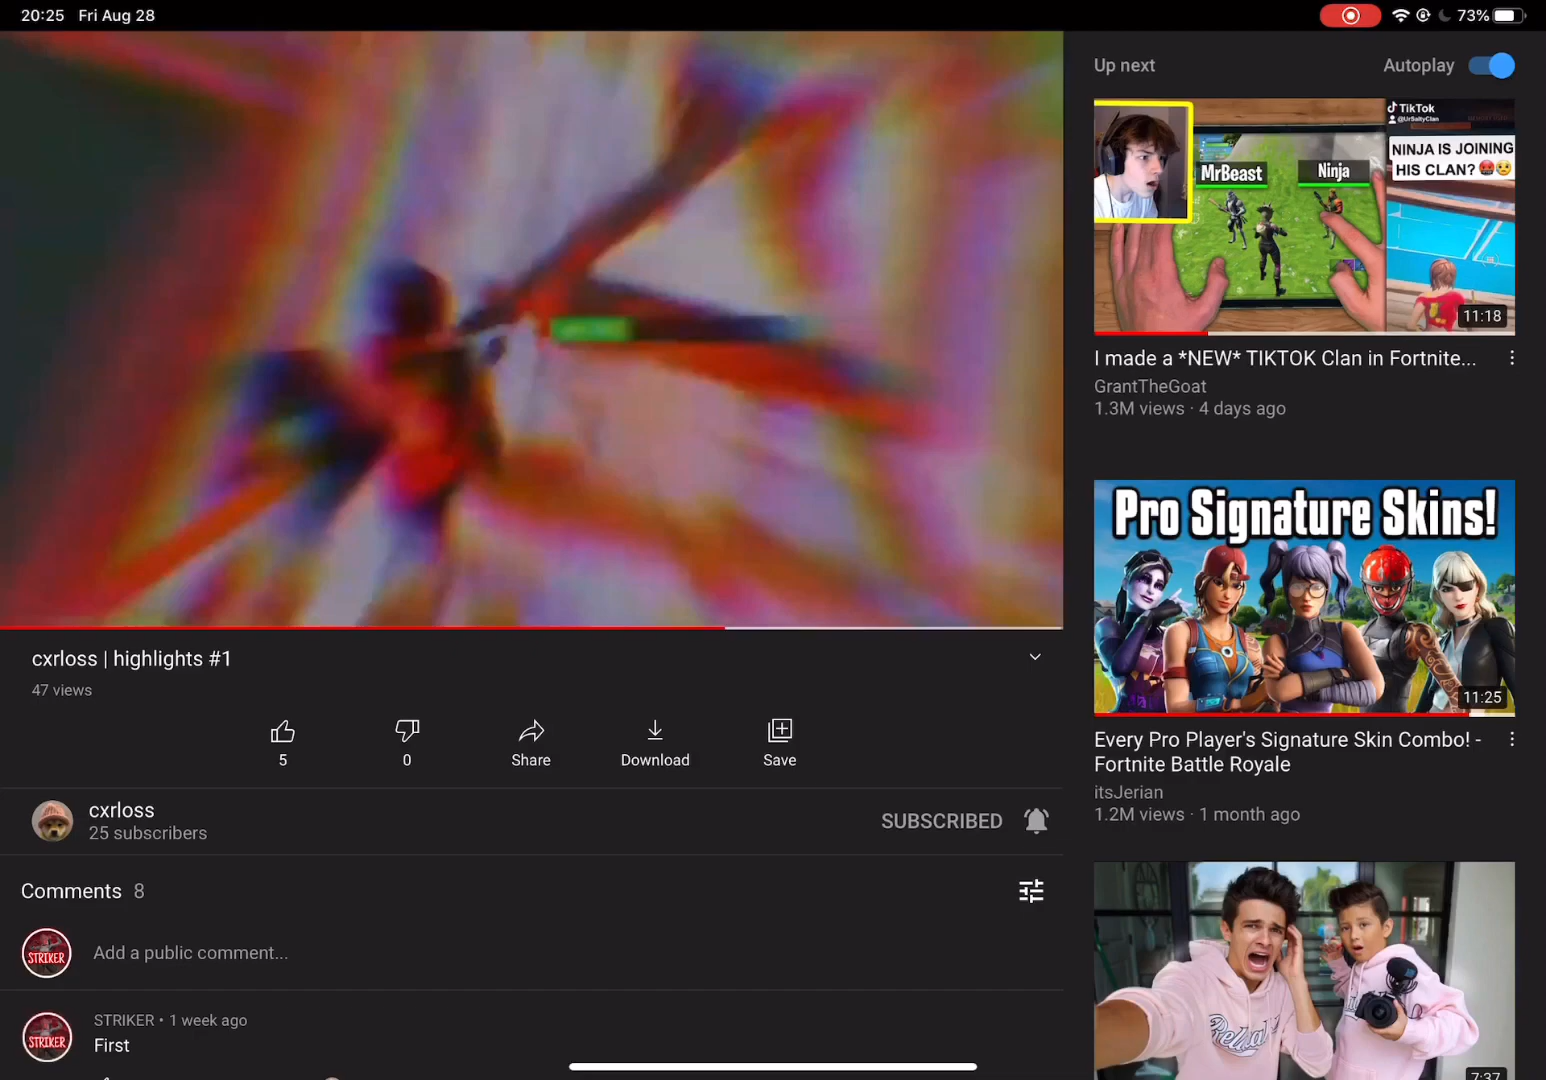 20:25 Fri Aug 28
73%
cxrloss | highlights #1
47 views
5
0
Share
Download
Save
cxrloss
25 subscribers
SUBSCRIBED
Comments 8
STRIKER
Add a public comment...
STRIKER
STRIKER • 1 week ago
First
Up next
Autoplay
TikTok
@UrSaltyClan
NINJA IS JOINING
HIS CLAN?
MrBeast
Ninja
11:18
I made a *NEW* TIKTOK Clan in Fortnite...
GrantTheGoat
1.3M views · 4 days ago
Pro Signature Skins!
11:25
Every Pro Player's Signature Skin Combo! -
Fortnite Battle Royale
itsJerian
1.2M views · 1 month ago
7:37